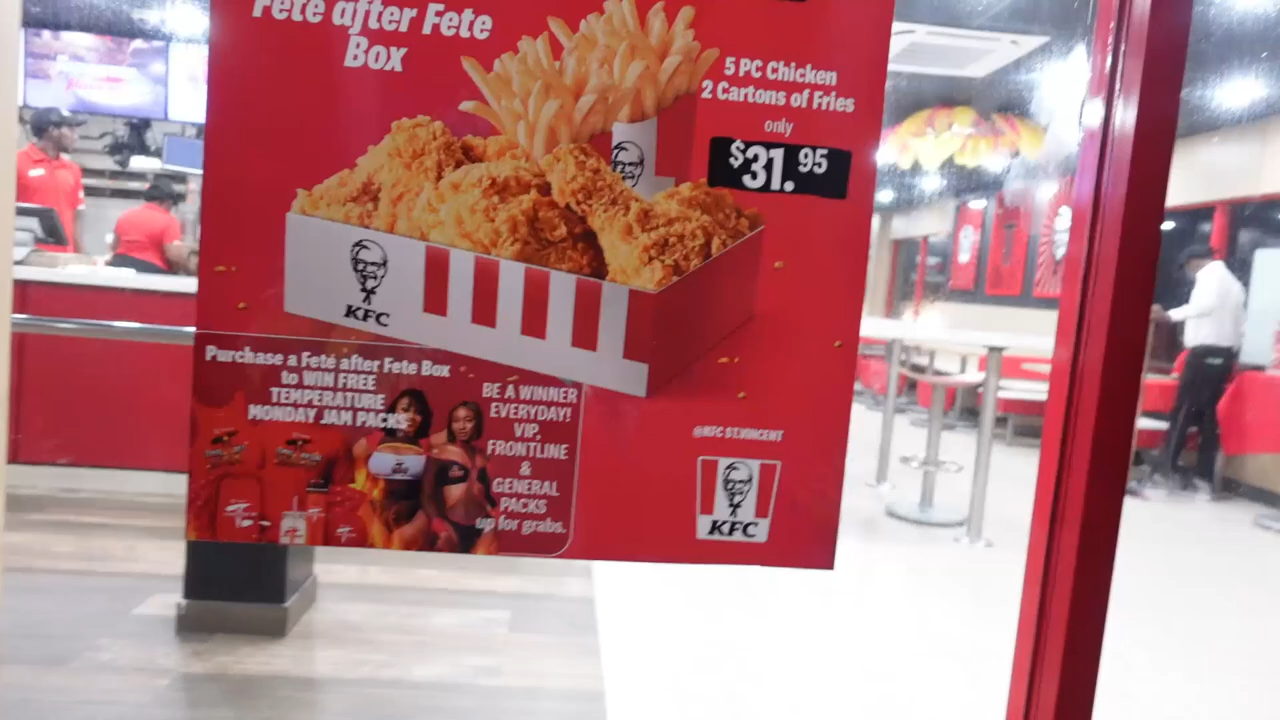 Fete after Fete
Box
5 PC Chicken
2 Cartons of Fries
only
$31.95
KFC
Purchase a Fete after Fete Box
to WIN FREE
TEMPERATURE
MONDAY JAM PACKS
BE A WINNER
EVERYDAY!
VIP,
FRONTLINE
&
GENERAL
PACKS
up for grabs.
@KFC ST.VINCENT
KFC